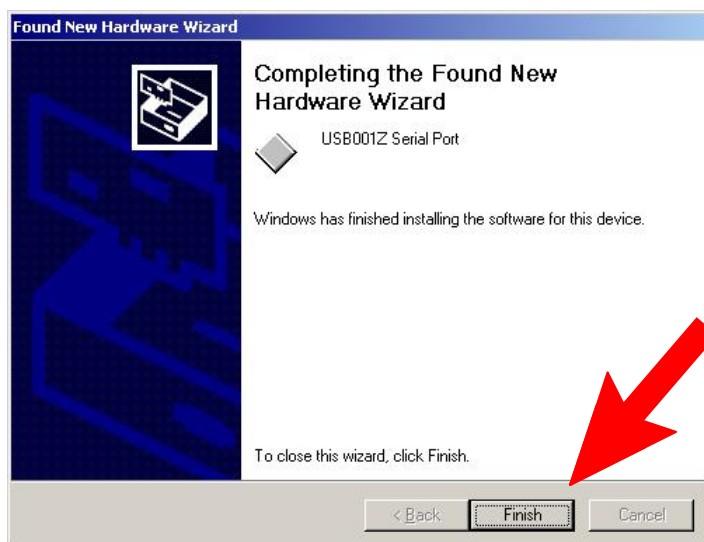 Found New Hardware Wizard
Completing the Found New
Hardware Wizard
USB001Z Serial Port
Windows has finished installing the software for this device.
To close this wizard, click Finish.
< Back
Finish
Cancel